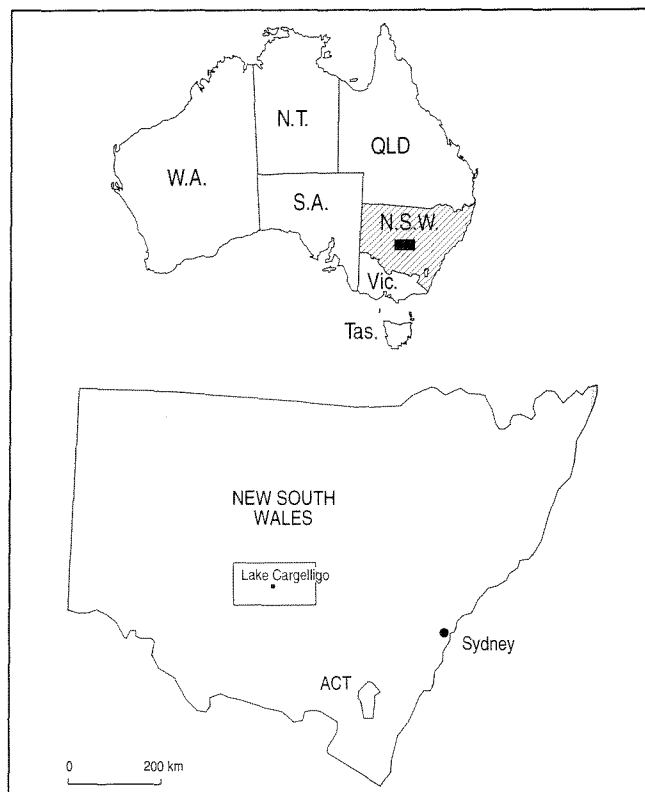 N.T.
QLD
W.A.
S.A.
N.S.W.
Vic.
Tas.
NEW SOUTH
WALES
Lake Cargelligo
Sydney
ACT
0 200 km